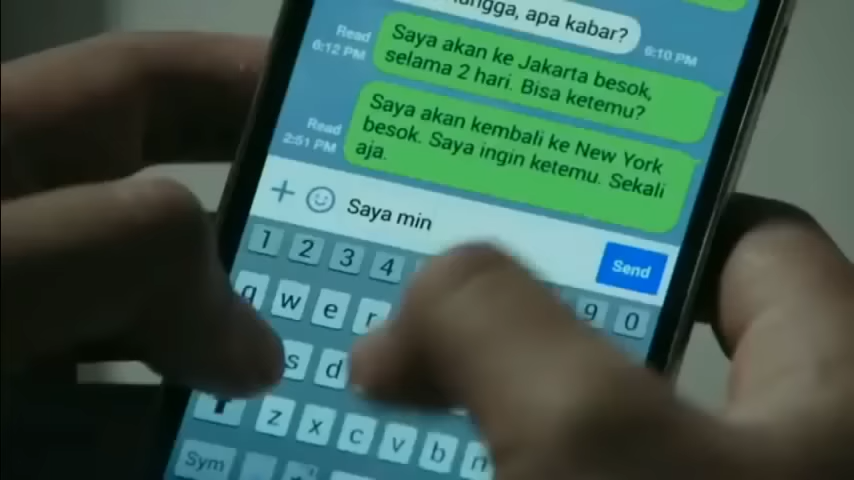 apa kabar?
6:10 PM
Read
6:12 PM
Saya akan ke Jakarta besok,
selama 2 hari. Bisa ketemu?
Read
2:51 PM
Saya akan kembali ke New York
besok. Saya ingin ketemu. Sekali
aja.
Saya min
Send
1 2 3 4 9 0
q w e r
s d
z x c v b n
Sym